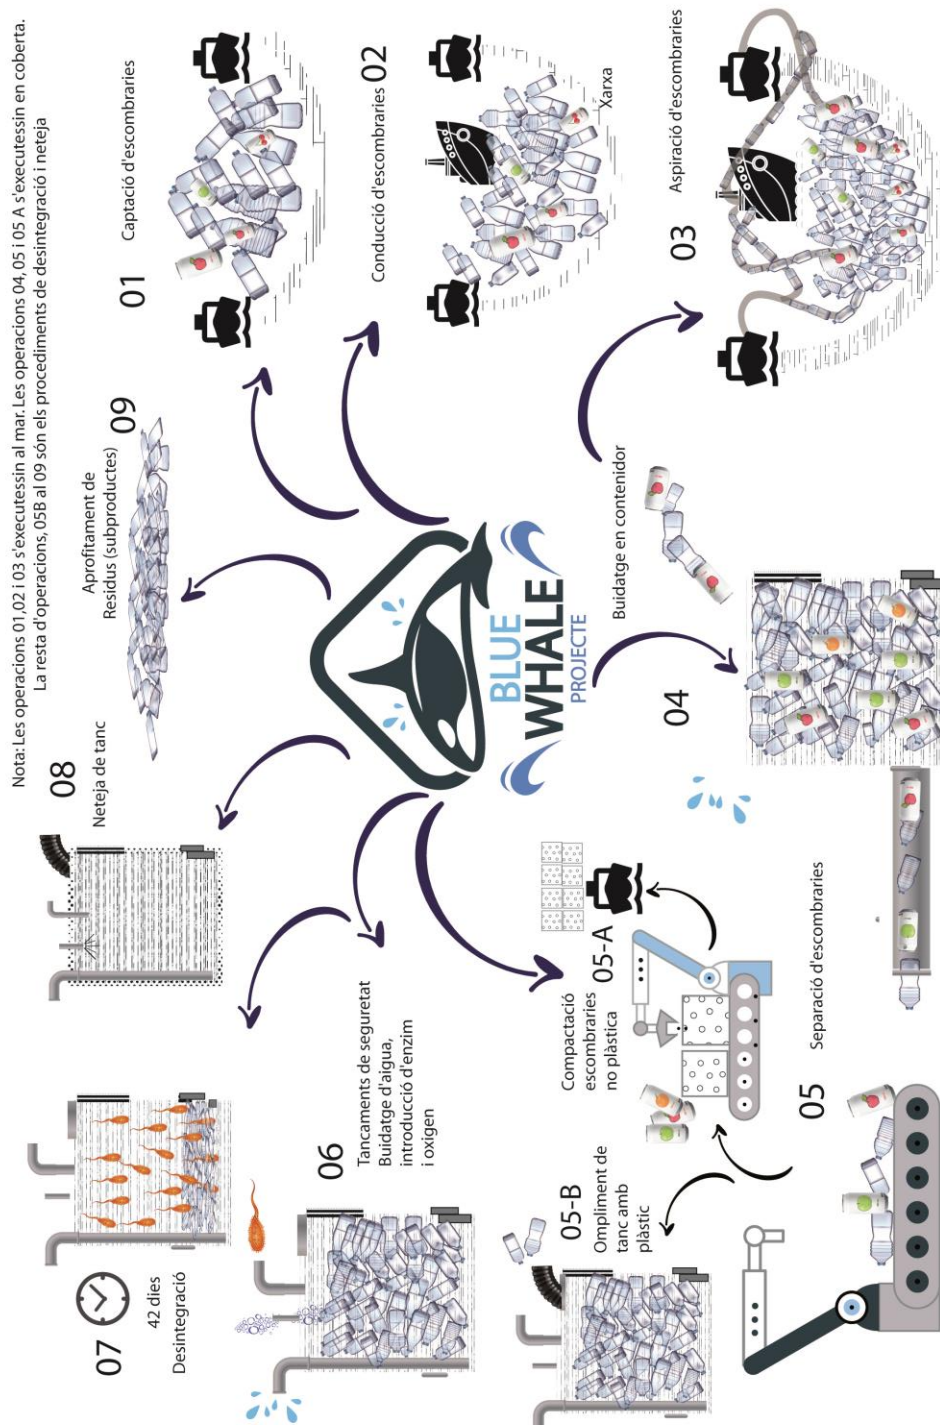 Nota: Les operacions 01,02 i 03 s'executessin al mar. Les operacions 04, 05 i 05 A s'executessin en coberta.
La resta d'operacions, 05B al 09 són els procediments de desintegració i neteja
01
Captació d'escombraries
Conducció d'escombraries 02
Xarxa
03
Aspiració d'escombraries
04
Buidatge en contenidor
05
Separació d'escombraries
05-A
Compactació
escombraries
no plàstica
05-B
Ompliment de
tanc amb
plàstic
06
Tancaments de seguretat
Buidatge d'aigua,
introducció d'enzim
i oxigen
07
42 dies
Desintegració
08
Neteja de tanc
Aprofitament de
Residus (subproductes)
09
BLUE
WHALE
PROJECTE